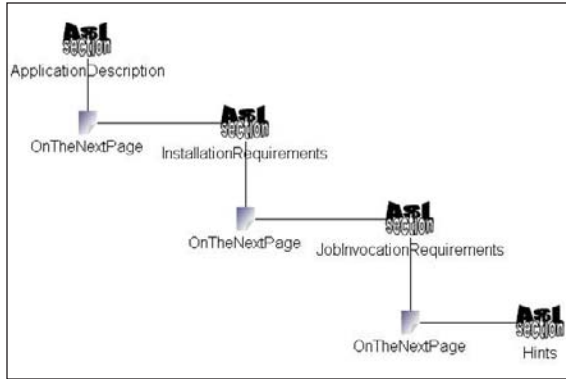 ASL
section
ApplicationDescription
OnTheNextPage
ASL
section
InstallationRequirements
OnTheNextPage
ASL
section
JobInvocationRequirements
OnTheNextPage
ASL
section
Hints